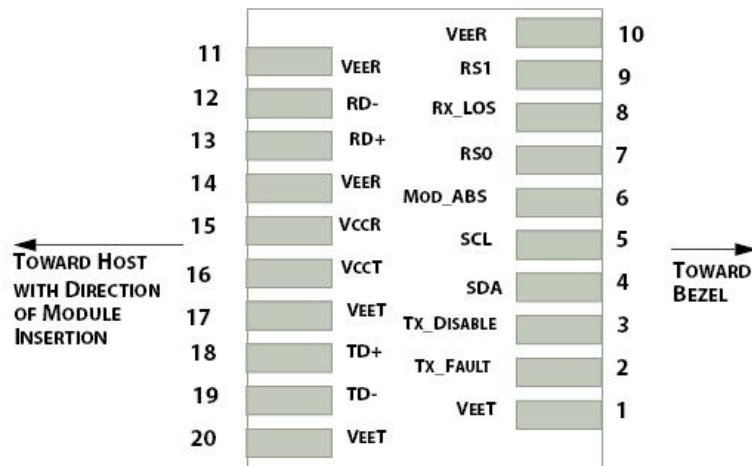 11 VEER
12 RD-
13 RD+
14 VEER
15 VCCR
16 VCCT
17 VEET
18 TD+
19 TD-
20 VEET
VEER 10
RS1 9
RX_LOS 8
RS0 7
MOD_ABS 6
SCL 5
SDA 4
TX_DISABLE 3
TX_FAULT 2
VEET 1
TOWARD HOST
WITH DIRECTION
OF MODULE
INSERTION
TOWARD
BEZEL